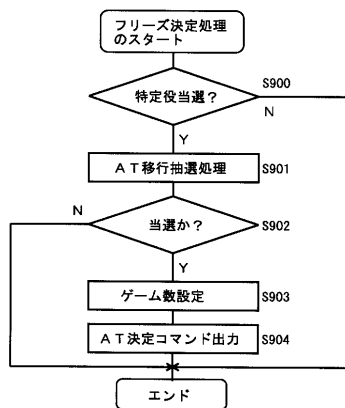 フリーズ決定処理
のスタート
S900
特定役当選？
N
Y
ＡＴ移行抽選処理
S901
N
当選か？
S902
Y
ゲーム数設定
S903
ＡＴ決定コマンド出力
S904
エンド